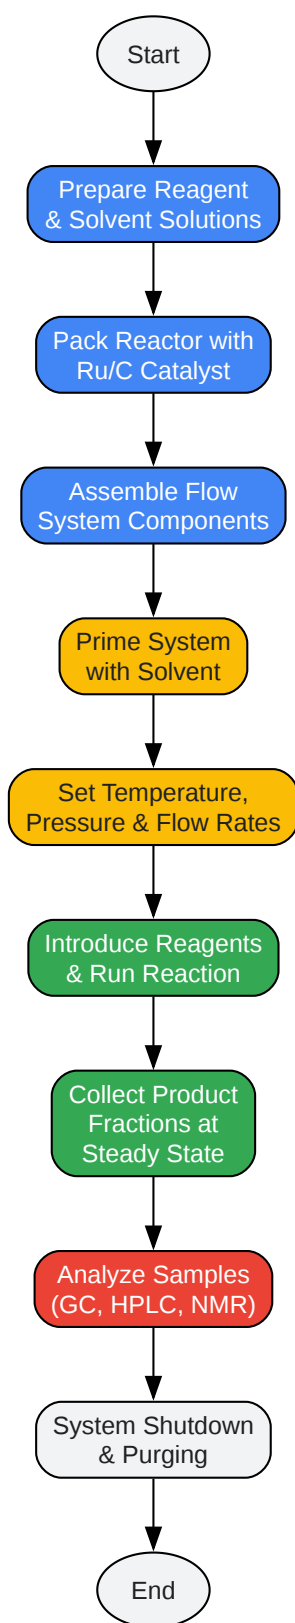 Start
Prepare Reagent
& Solvent Solutions
Pack Reactor with
Ru/C Catalyst
Assemble Flow
System Components
Prime System
with Solvent
Set Temperature,
Pressure & Flow Rates
Introduce Reagents
& Run Reaction
Collect Product
Fractions at
Steady State
Analyze Samples
(GC, HPLC, NMR)
System Shutdown
& Purging
End